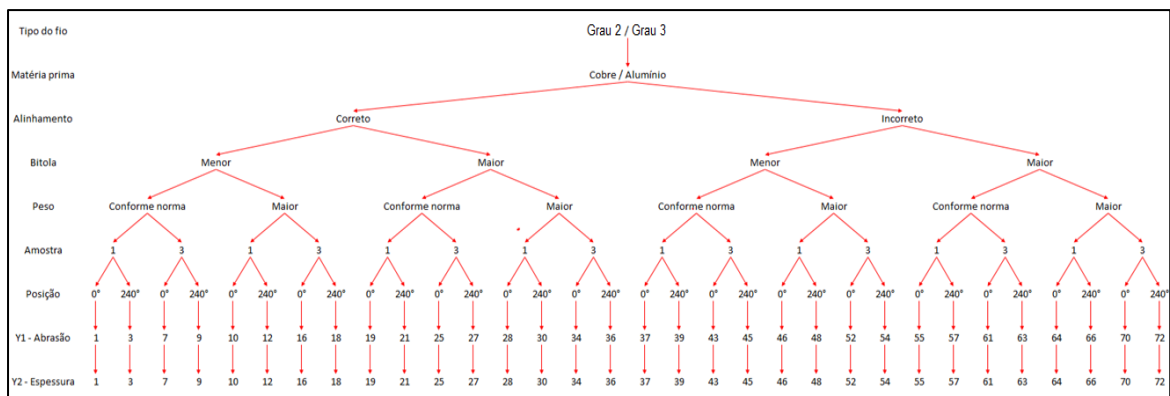 Tipo do fio Grau 2 / Grau 3
Matéria prima Cobre / Alumínio
Alinhamento Correto Incorreto
Bitola Menor Maior Menor Maior
Peso Conforme norma Maior Conforme norma Maior Conforme norma Maior Conforme norma Maior
Amostra 1 3 1 3 1 3 1 3 1 3 1 3 1 3 1 3
Posição 0° 240° 0° 240° 0° 240° 0° 240° 0° 240° 0° 240° 0° 240° 0° 240° 0° 240° 0° 240° 0° 240° 0° 240° 0° 240° 0° 240° 0° 240° 0° 240°
Y1 - Abrasão 1 3 7 9 10 12 16 18 19 21 25 27 28 30 34 36 37 39 43 45 46 48 52 54 55 57 61 63 64 66 70 72
Y2 - Espessura 1 3 7 9 10 12 16 18 19 21 25 27 28 30 34 36 37 39 43 45 46 48 52 54 55 57 61 63 64 66 70 72